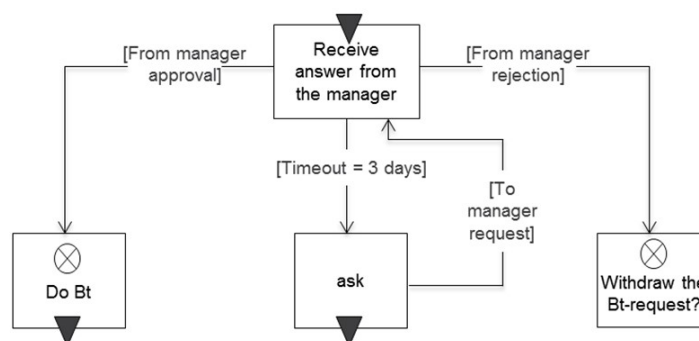 Receive
answer from
the manager
[From manager
approval]
[From manager
rejection]
[Timeout = 3 days]
[To
manager
request]
Do Bt
ask
Withdraw the
Bt-request?